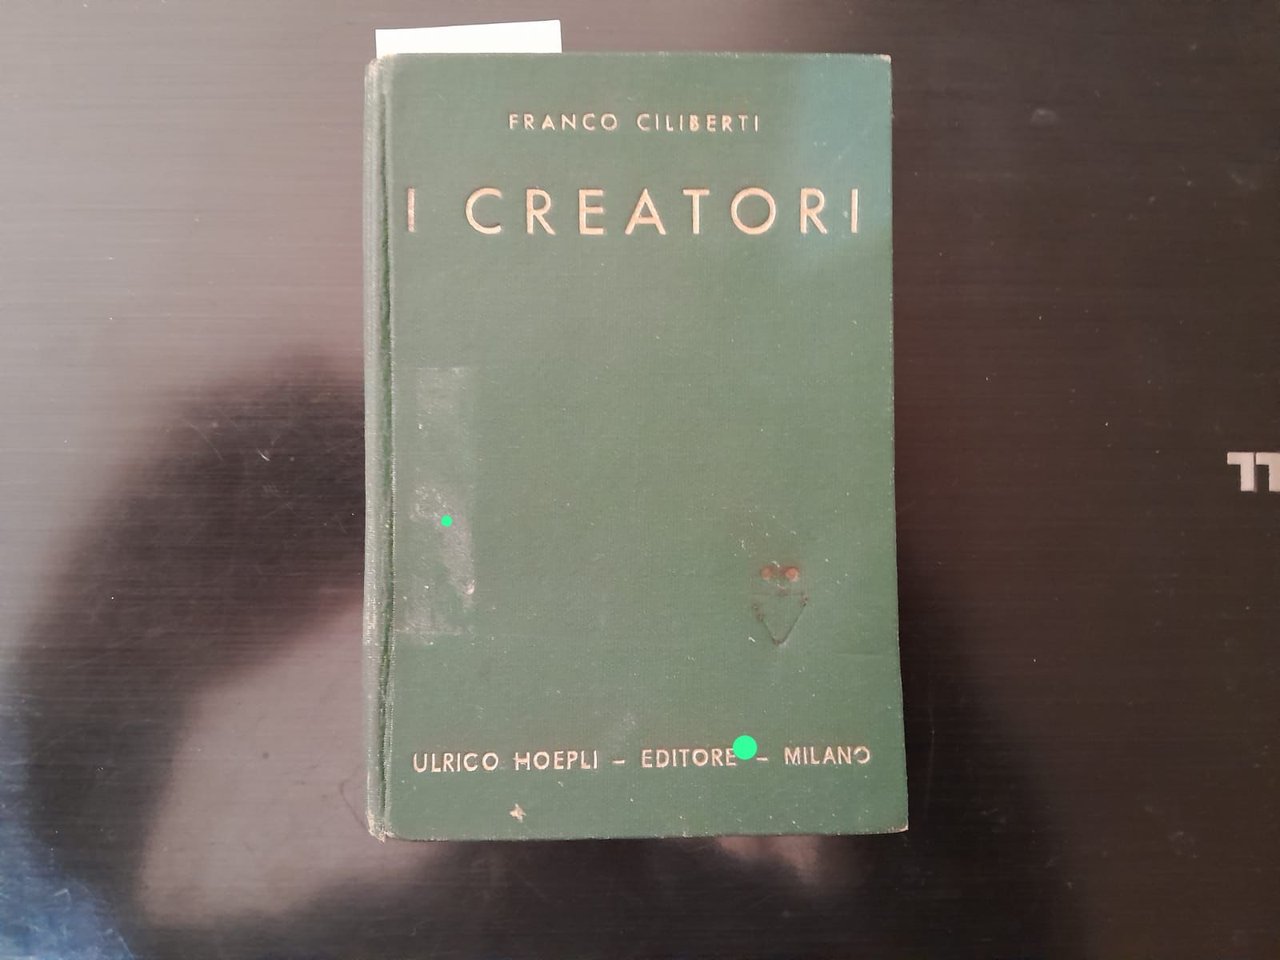 FRANCO CILIBERTI
I CREATORI
ULRICO HOEPLI – EDITORE – MILANO